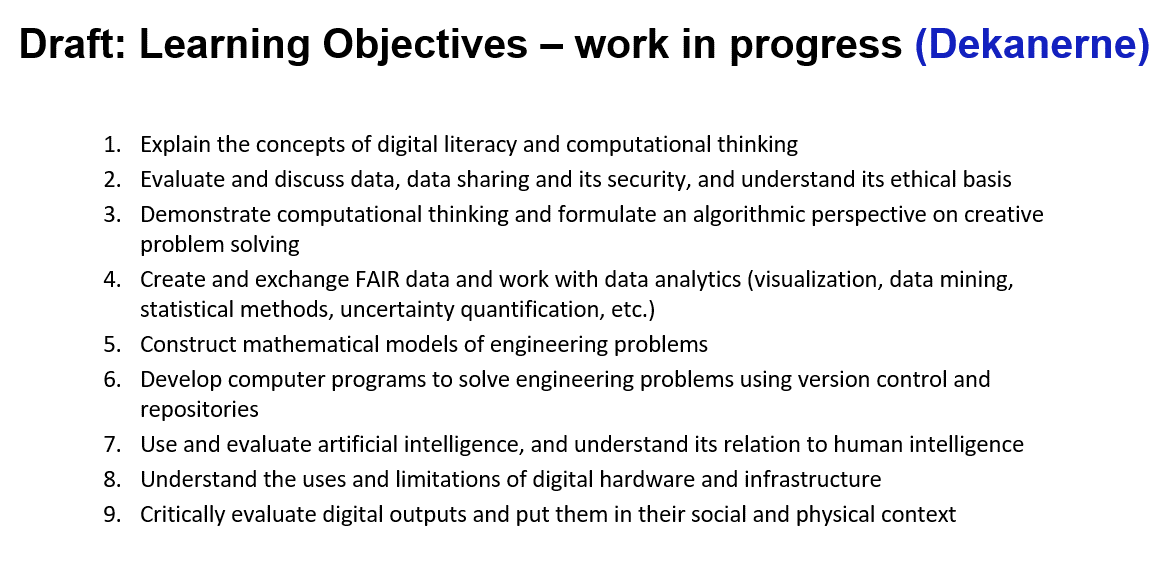 Draft: Learning Objectives – work in progress (Dekanerne)
1. Explain the concepts of digital literacy and computational thinking
2. Evaluate and discuss data, data sharing and its security, and understand its ethical basis
3. Demonstrate computational thinking and formulate an algorithmic perspective on creative
problem solving
4. Create and exchange FAIR data and work with data analytics (visualization, data mining,
statistical methods, uncertainty quantification, etc.)
5. Construct mathematical models of engineering problems
6. Develop computer programs to solve engineering problems using version control and
repositories
7. Use and evaluate artificial intelligence, and understand its relation to human intelligence
8. Understand the uses and limitations of digital hardware and infrastructure
9. Critically evaluate digital outputs and put them in their social and physical context